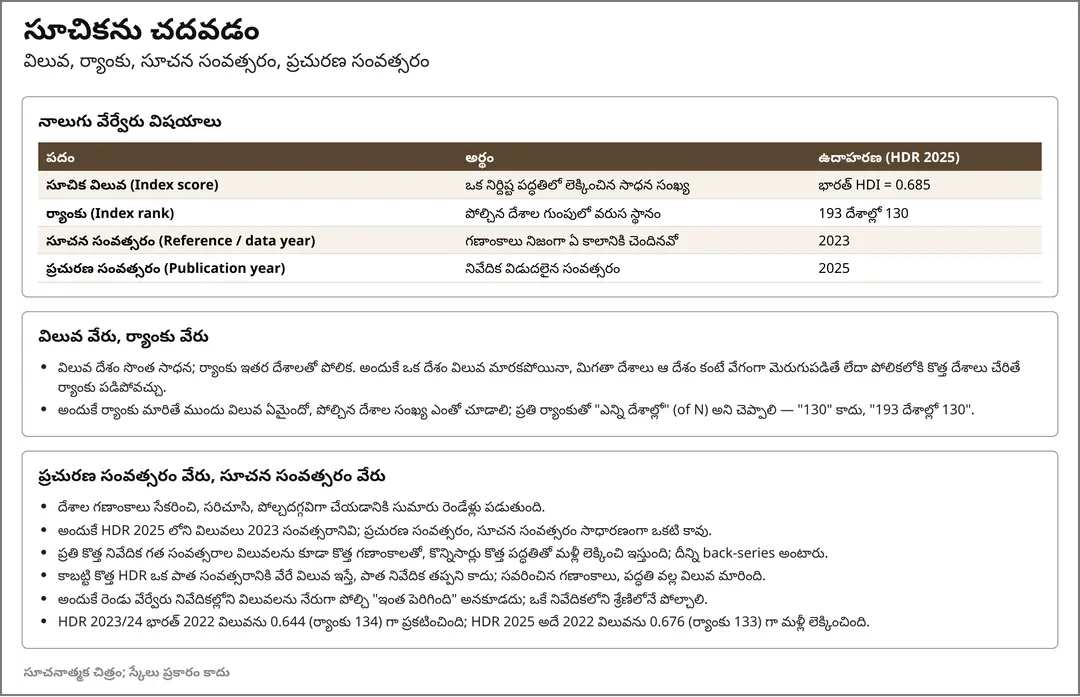 సూచికను చదవడం
విలువ, ర్యాంకు, సూచన సంవత్సరం, ప్రచురణ సంవత్సరం
నాలుగు వేర్వేరు విషయాలు
పదం అర్థం ఉదాహరణ (HDR 2025)
సూచిక విలువ (Index score) ఒక నిర్దిష్ట పద్ధతిలో లెక్కించిన సాధన సంఖ్య భారత్ HDI = 0.685
ర్యాంకు (Index rank) పోల్చిన దేశాల గుంపులో వరుస స్థానం 193 దేశాల్లో 130
సూచన సంవత్సరం (Reference / data year) గణాంకాలు నిజంగా ఏ కాలానికి చెందినవో 2023
ప్రచురణ సంవత్సరం (Publication year) నివేదిక విడుదలైన సంవత్సరం 2025
విలువ వేరు, ర్యాంకు వేరు
• విలువ దేశం సొంత సాధన; ర్యాంకు ఇతర దేశాలతో పోలిక. అందుకే ఒక దేశం విలువ మారకపోయినా, మిగతా దేశాలు ఆ దేశం కంటే వేగంగా మెరుగుపడితే లేదా పోలికలోకి కొత్త దేశాలు చేరితే
ర్యాంకు పడిపోవచ్చు.
• అందుకే ర్యాంకు మారితే ముందు విలువ ఏమైందో, పోల్చిన దేశాల సంఖ్య ఎంతో చూడాలి; ప్రతి ర్యాంకుతో "ఎన్ని దేశాల్లో" (of N) అని చెప్పాలి — "130" కాదు, "193 దేశాల్లో 130".
ప్రచురణ సంవత్సరం వేరు, సూచన సంవత్సరం వేరు
• దేశాల గణాంకాలు సేకరించి, సరిచూసి, పోల్చదగ్గవిగా చేయడానికి సుమారు రెండేళ్లు పడుతుంది.
• అందుకే HDR 2025 లోని విలువలు 2023 సంవత్సరానివి; ప్రచురణ సంవత్సరం, సూచన సంవత్సరం సాధారణంగా ఒకటి కావు.
• ప్రతి కొత్త నివేదిక గత సంవత్సరాల విలువలను కూడా కొత్త గణాంకాలతో, కొన్నిసార్లు కొత్త పద్ధతితో మళ్లీ లెక్కించి ఇస్తుంది; దీన్ని back-series అంటారు.
• కాబట్టి కొత్త HDR ఒక పాత సంవత్సరానికి వేరే విలువ ఇస్తే, పాత నివేదిక తప్పని కాదు; సవరించిన గణాంకాలు, పద్ధతి వల్ల విలువ మారింది.
• అందుకే రెండు వేర్వేరు నివేదికల్లోని విలువలను నేరుగా పోల్చి "ఇంత పెరిగింది" అనకూడదు; ఒకే నివేదికలోని శ్రేణిలోనే పోల్చాలి.
• HDR 2023/24 భారత్ 2022 విలువను 0.644 (ర్యాంకు 134) గా ప్రకటించింది; HDR 2025 అదే 2022 విలువను 0.676 (ర్యాంకు 133) గా మళ్లీ లెక్కించింది.
సూచనాత్మక చిత్రం; స్కేలు ప్రకారం కాదు